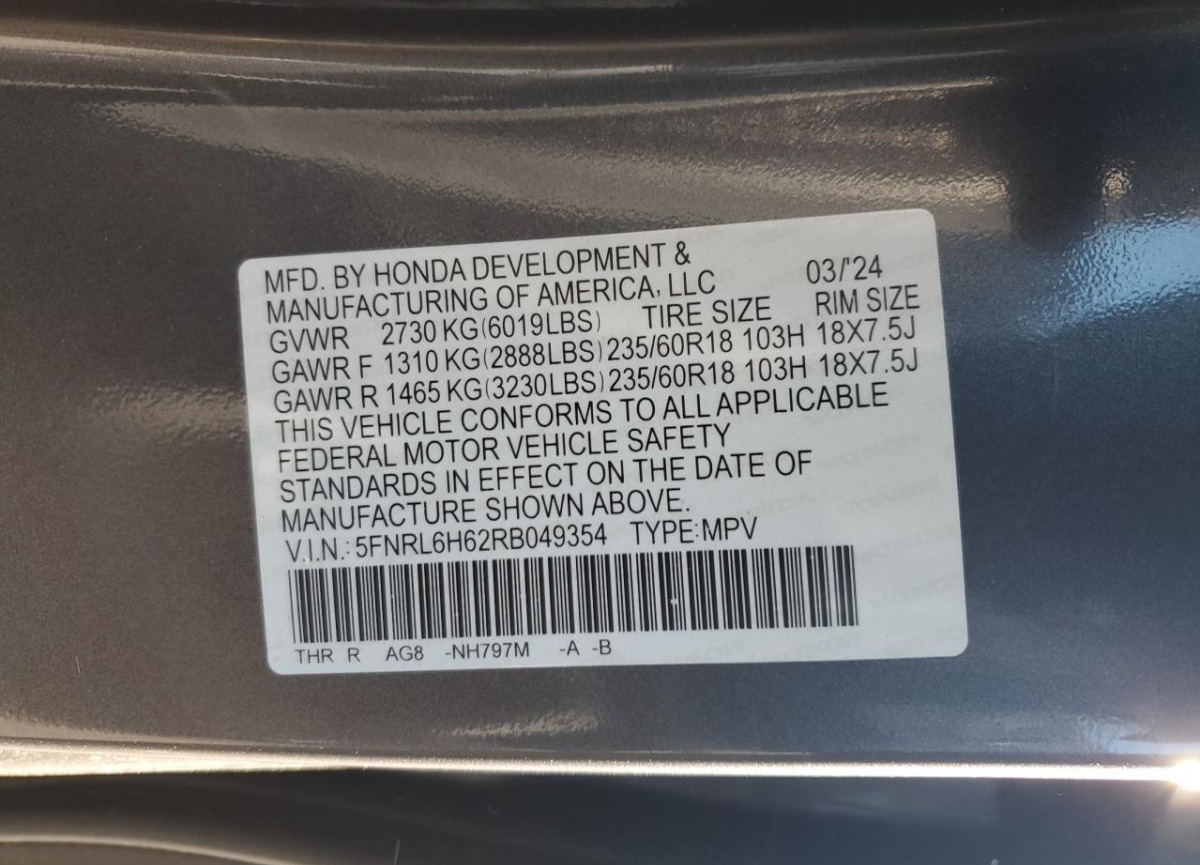 MFD. BY HONDA DEVELOPMENT &
MANUFACTURING OF AMERICA, LLC 03/'24
GVWR 2730 KG(6019LBS) TIRE SIZE RIM SIZE
GAWR F 1310 KG(2888LBS) 235/60R18 103H 18X7.5J
GAWR R 1465 KG(3230LBS) 235/60R18 103H 18X7.5J
THIS VEHICLE CONFORMS TO ALL APPLICABLE
FEDERAL MOTOR VEHICLE SAFETY
STANDARDS IN EFFECT ON THE DATE OF
MANUFACTURE SHOWN ABOVE.
V.I.N.: 5FNRL6H62RB049354 TYPE:MPV
THR R AG8 -NH797M -A -B